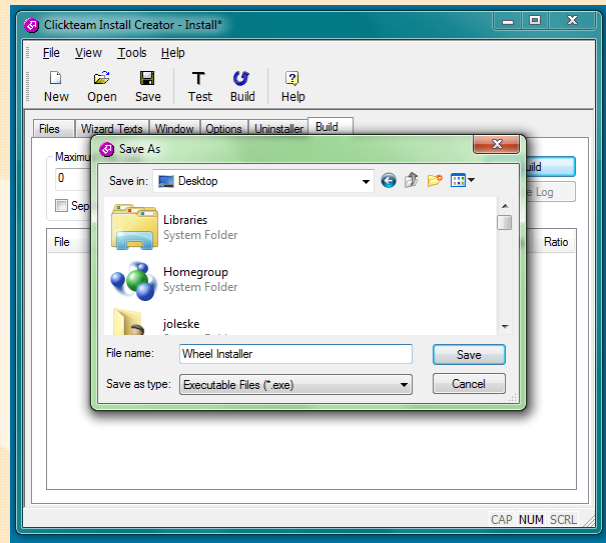 Clickteam Install Creator - Install*
File View Tools Help
New Open Save Test Build Help
Files Wizard Texts Window Options Uninstaller Build
Save As
Save in: Desktop
Libraries
System Folder
Homegroup
System Folder
joleske
File name: Wheel Installer Save
Save as type: Executable Files (*.exe) Cancel
0
File Ratio
CAP NUM SCRL